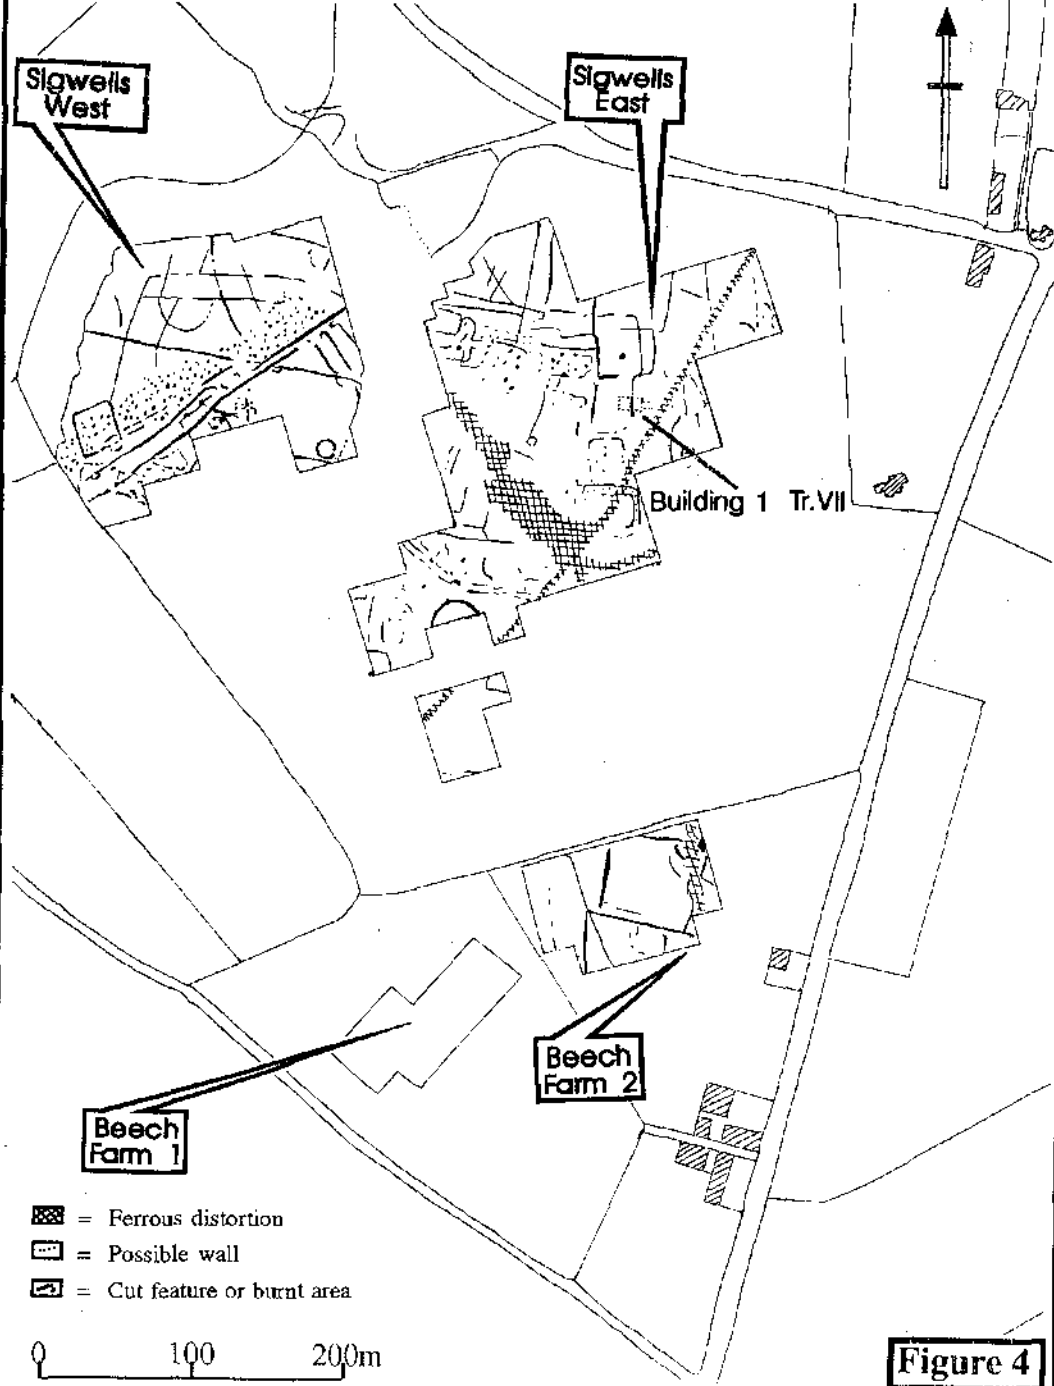 Sigwells
West
Sigwells
East
Building 1 Tr.VII
Beech
Farm 2
Beech
Farm 1
= Ferrous distortion
= Possible wall
= Cut feature or burnt area
0 100 200m
Figure 4